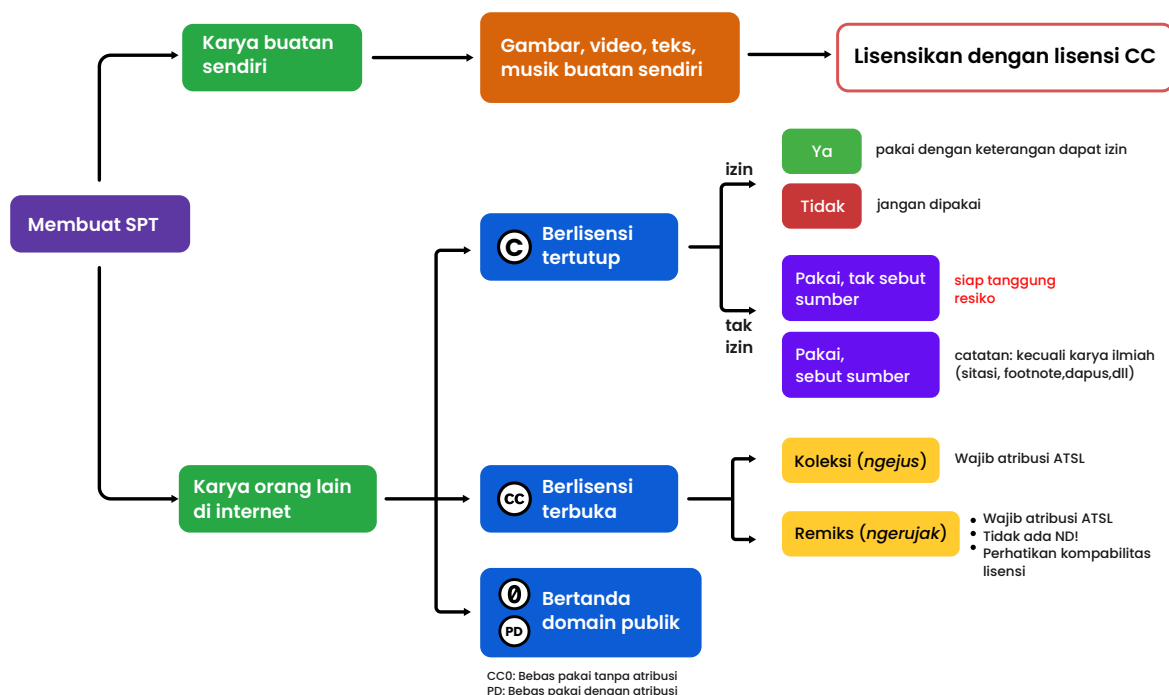 Karya buatan
sendiri
Gambar, video, teks,
musik buatan sendiri
Lisensikan dengan lisensi CC
Membuat SPT
izin
Ya
pakai dengan keterangan dapat izin
Tidak
jangan dipakai
C
Berlisensi
tertutup
tak
izin
Pakai, tak sebut
sumber
siap tanggung
resiko
Pakai,
sebut sumber
catatan: kecuali karya ilmiah
(sitasi, footnote,dapus,dll)
Karya orang lain
di internet
CC
Berlisensi
terbuka
Koleksi (ngejus)
Wajib atribusi ATSL
Remiks (ngerujak)
• Wajib atribusi ATSL
• Tidak ada ND!
• Perhatikan kompabilitas
lisensi
0
PD
Bertanda
domain publik
CC0: Bebas pakai tanpa atribusi
PD: Bebas pakai dengan atribusi